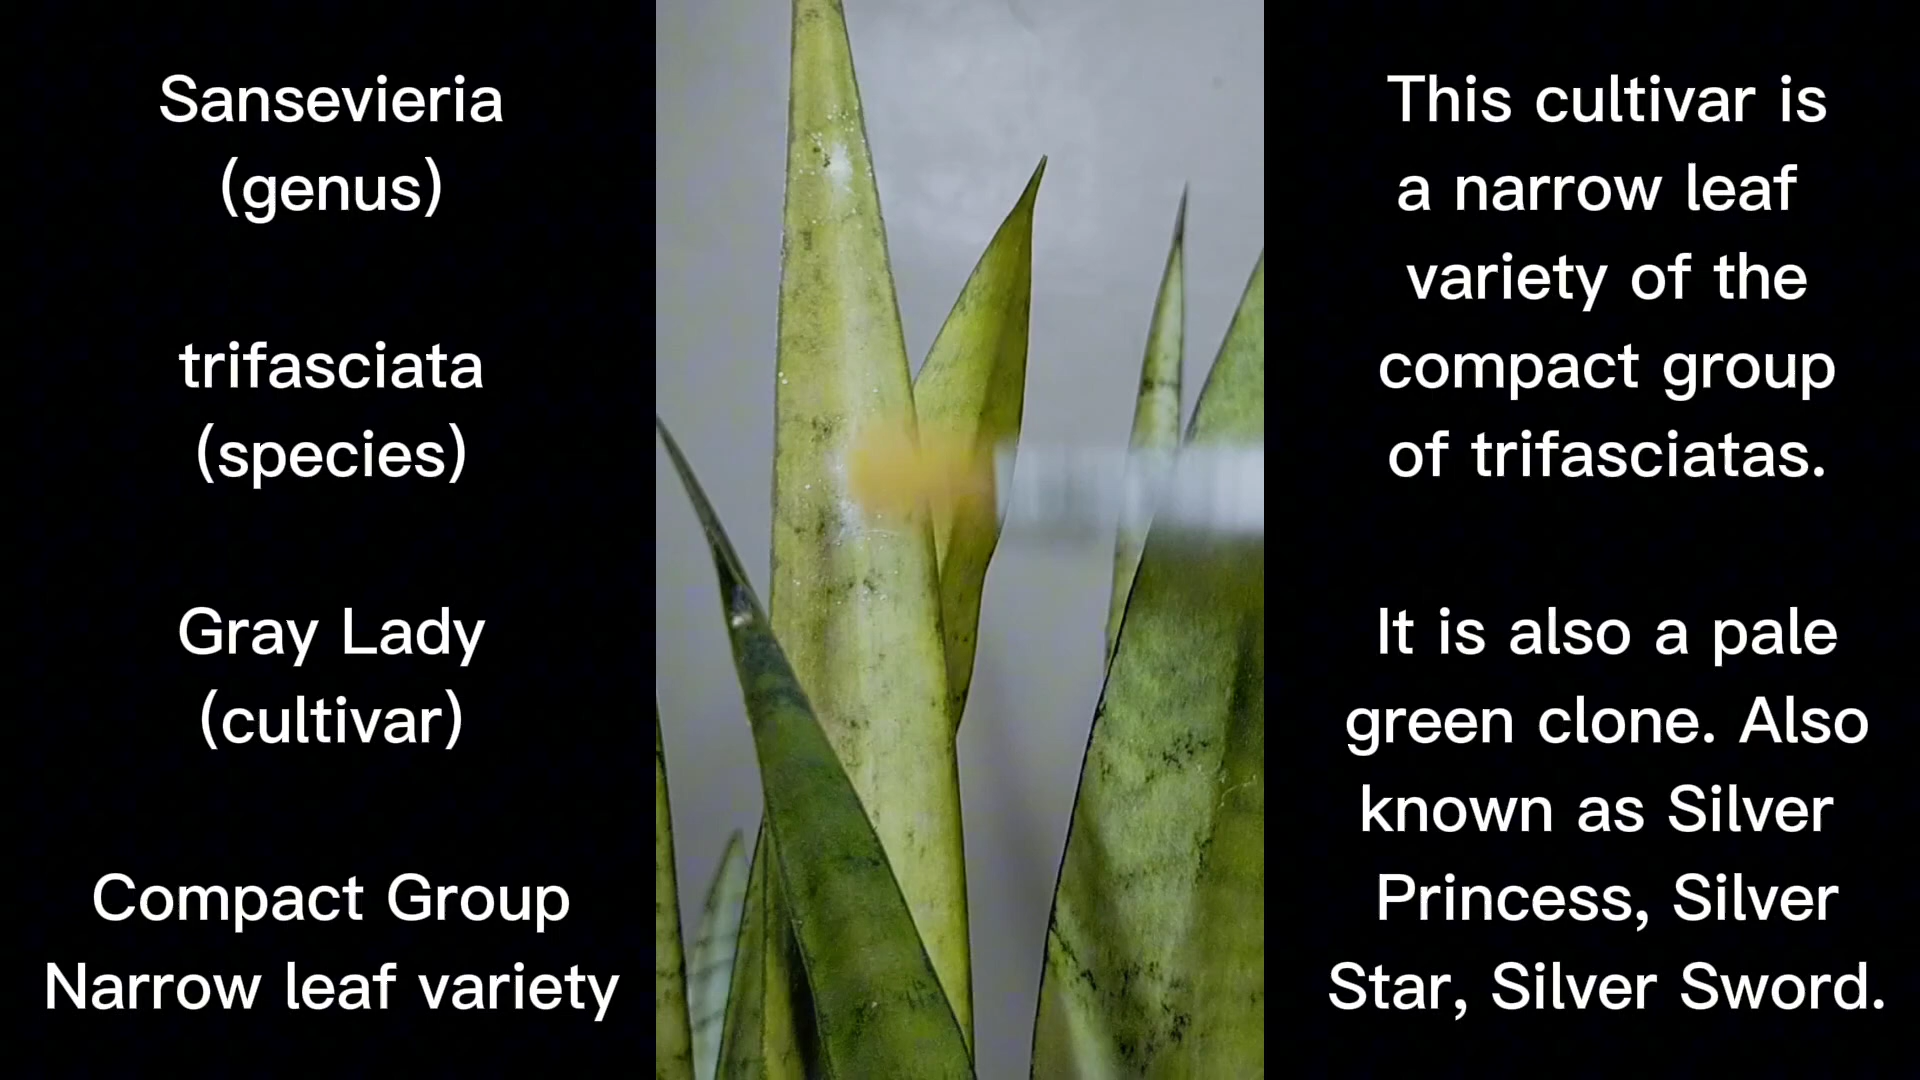 Sansevieria
(genus)
trifasciata
(species)
Gray Lady
(cultivar)
Compact Group
Narrow leaf variety
This cultivar is
a narrow leaf
variety of the
compact group
of trifasciatas.
It is also a pale
green clone. Also
known as Silver
Princess, Silver
Star, Silver Sword.